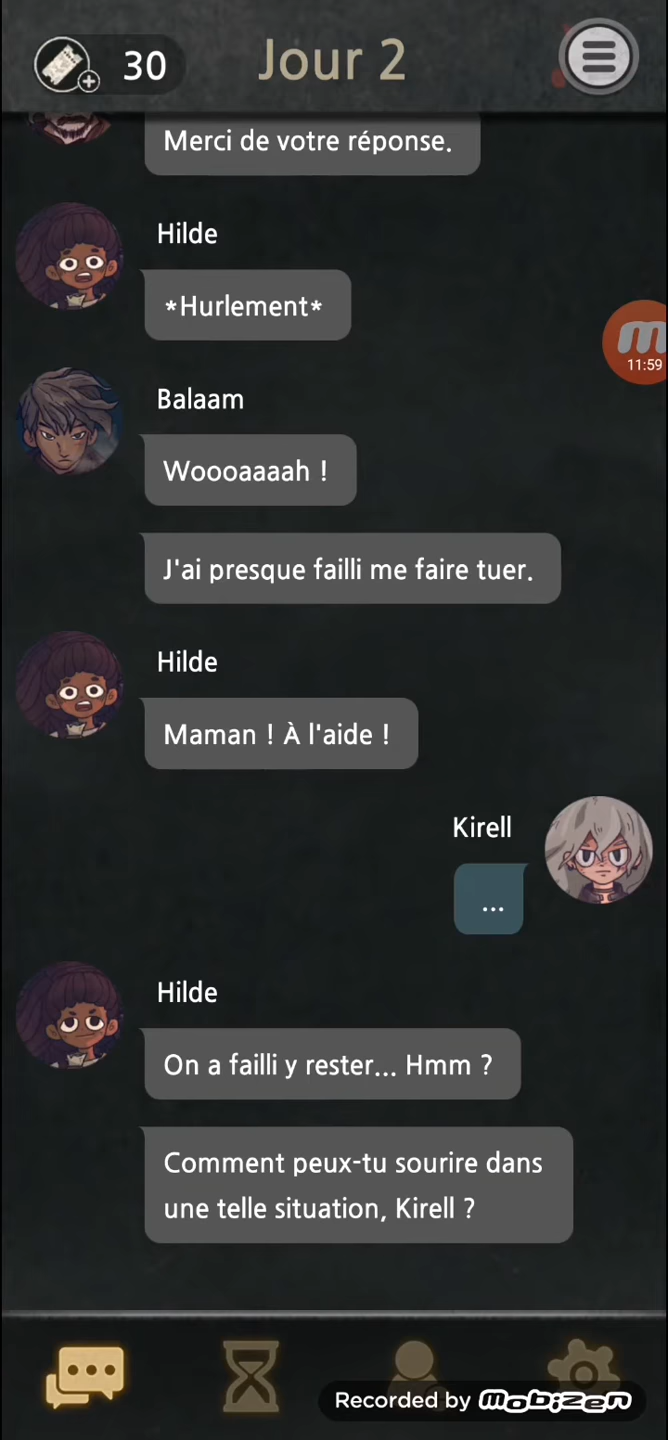 30
Jour 2
Merci de votre réponse.
Hilde
*Hurlement*
11:59
Balaam
Woooaaaah !
J'ai presque failli me faire tuer.
Hilde
Maman ! À l'aide !
Kirell
...
Hilde
On a failli y rester... Hmm ?
Comment peux-tu sourire dans
une telle situation, Kirell ?
Recorded by mobizen